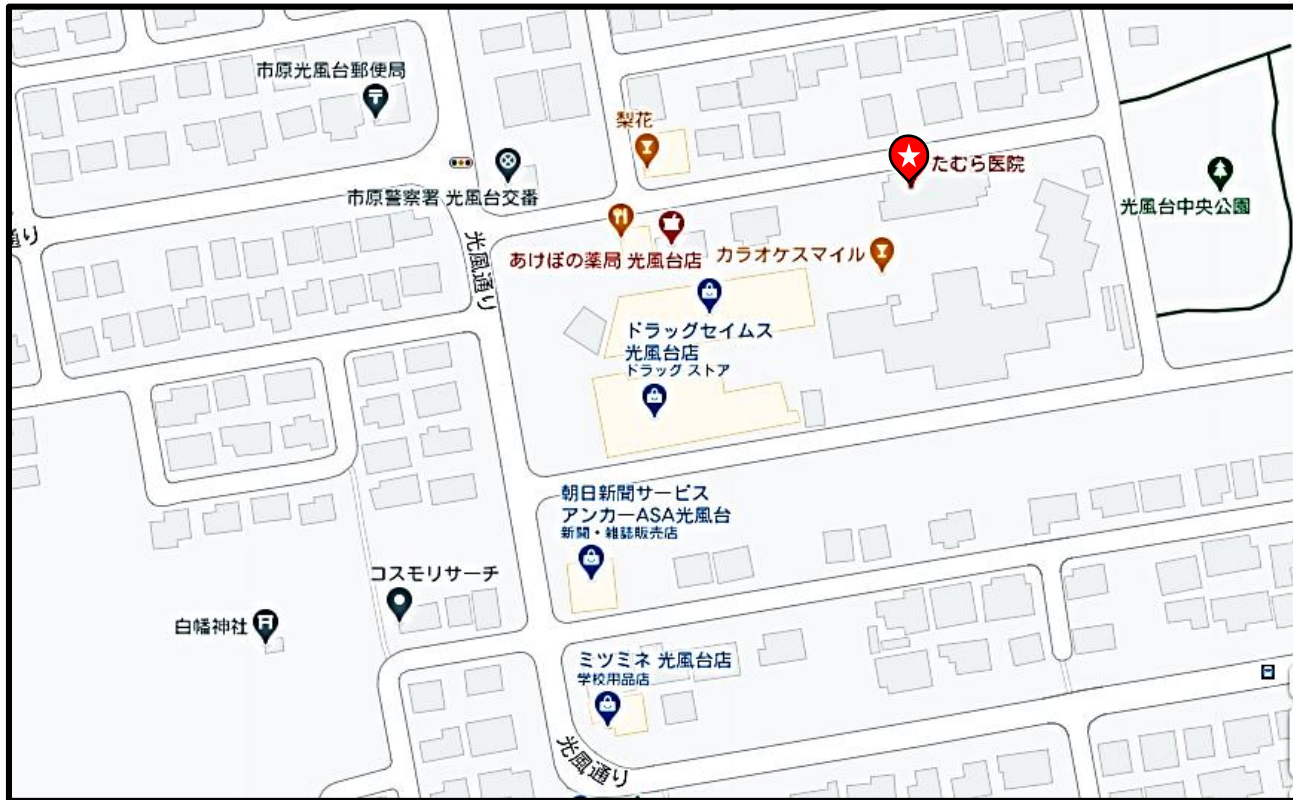 市原光風台郵便局
梨花
たむら医院
市原警察署 光風台交番
光風台中央公園
通り
光風通り
あけぼの薬局 光風台店
カラオケスマイル
ドラッグセイムス
光風台店
ドラッグ ストア
朝日新聞サービス
アンカーASA光風台
新聞・雑誌販売店
コスモリサーチ
白幡神社
ミツミネ 光風台店
学校用品店
光風通り